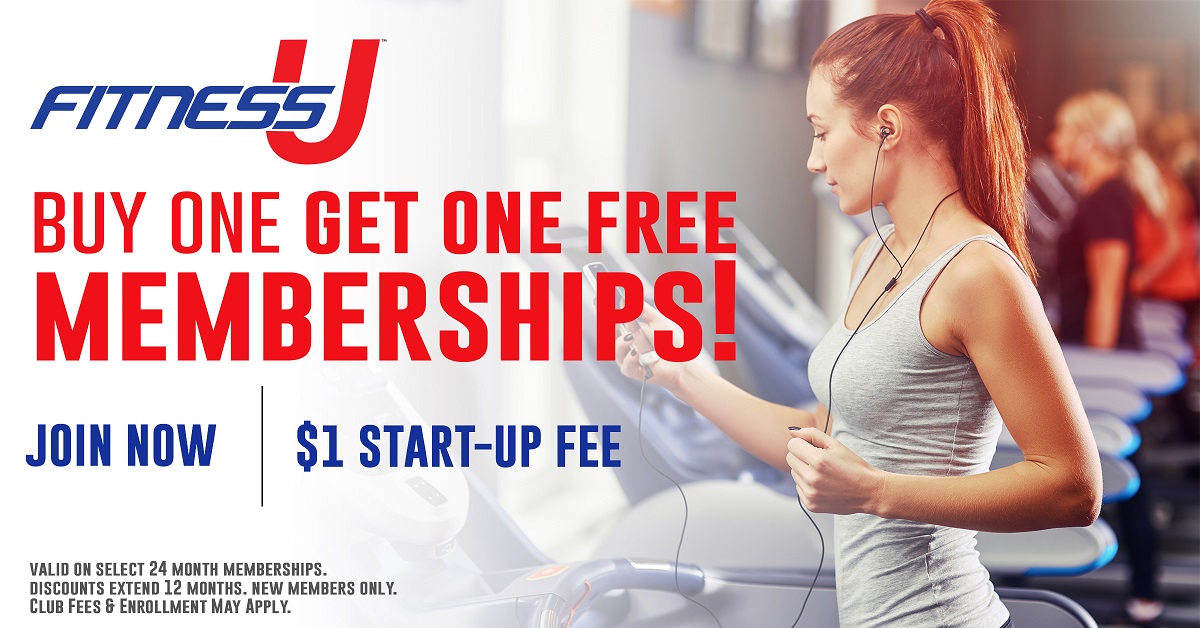 FITNESS U™
BUY ONE GET ONE FREE
MEMBERSHIPS!
JOIN NOW
$1 START-UP FEE
VALID ON SELECT 24 MONTH MEMBERSHIPS.
DISCOUNTS EXTEND 12 MONTHS. NEW MEMBERS ONLY.
CLUB FEES & ENROLLMENT MAY APPLY.